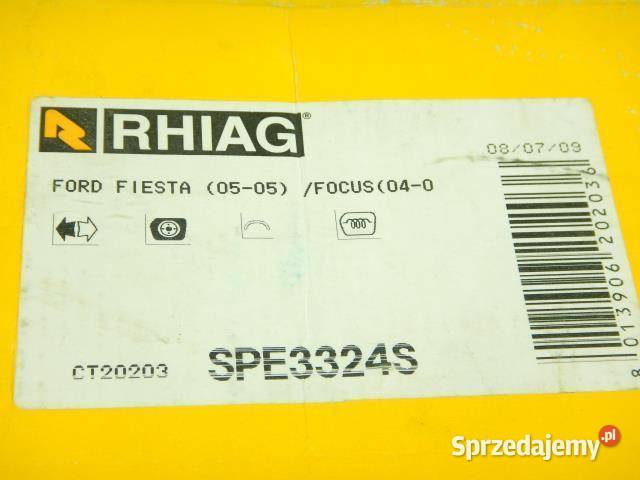 RHIAG®
08/07/09
FORD FIESTA (05-05) /FOCUS(04-0
8 013906 202036
CT20203
SPE3324S
Sprzedajemy.pl